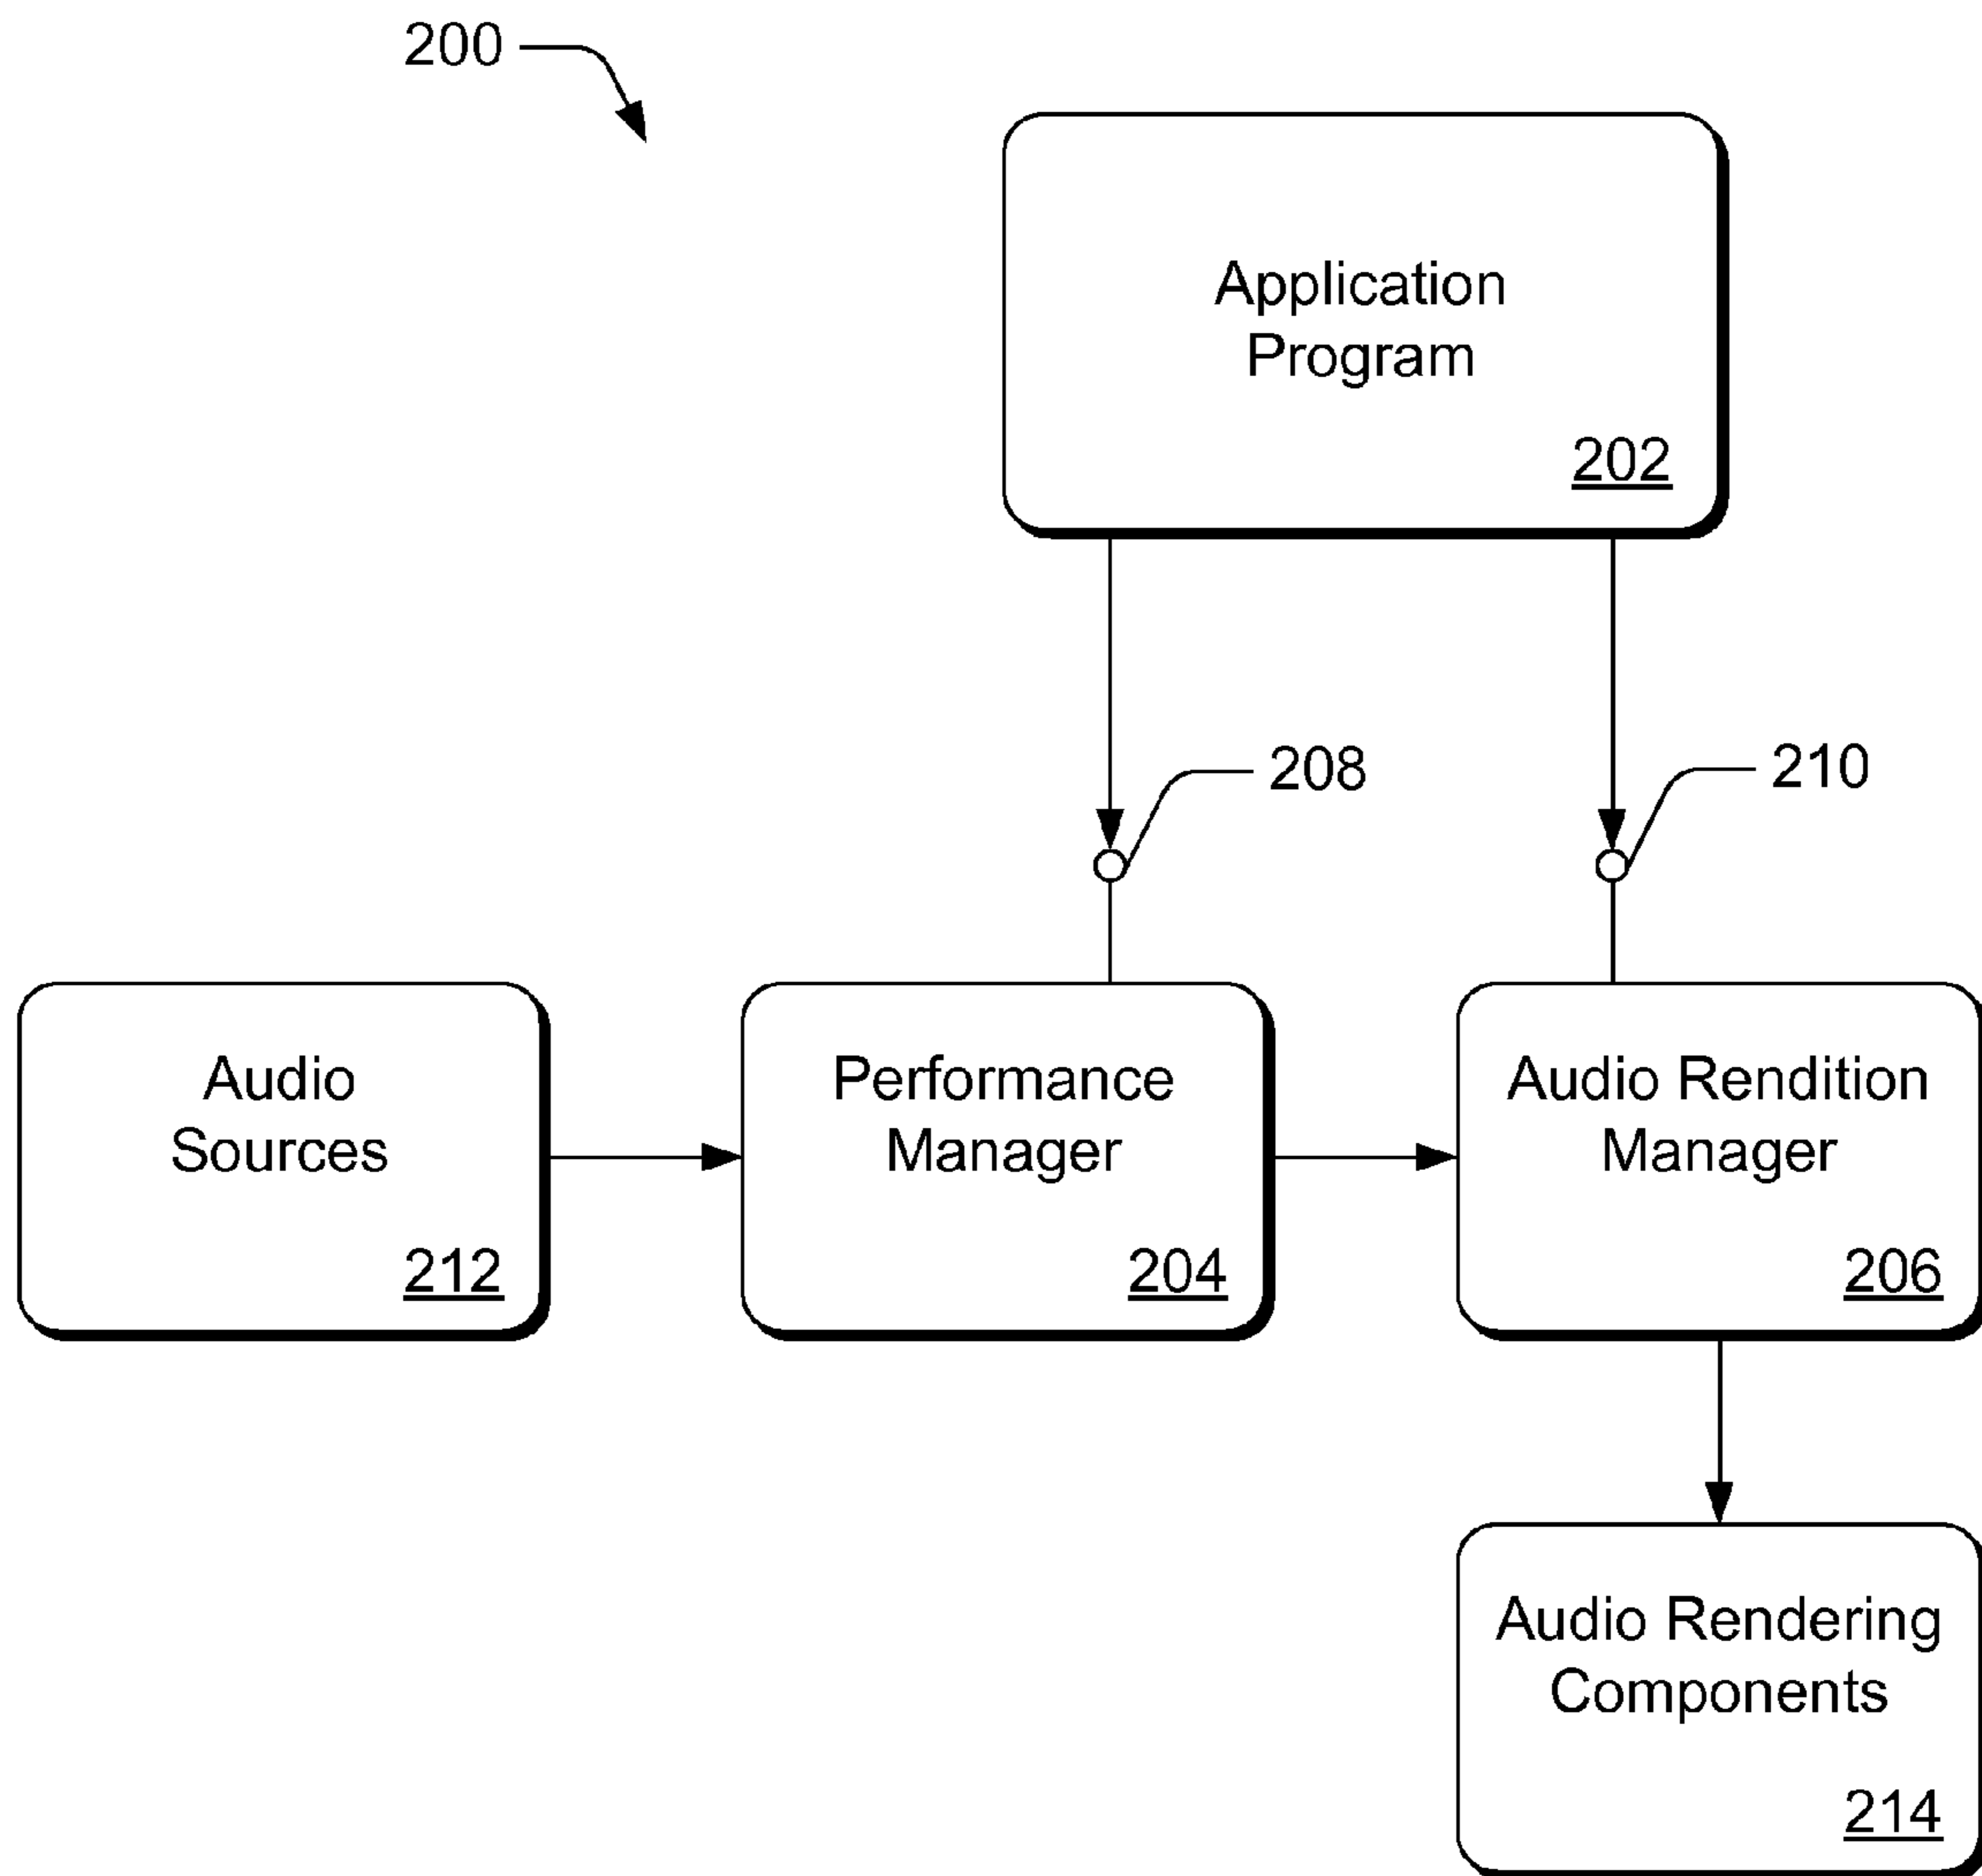 200
Application
Program
202
208
210
Audio
Sources
212
Performance
Manager
204
Audio Rendition
Manager
206
Audio Rendering
Components
214